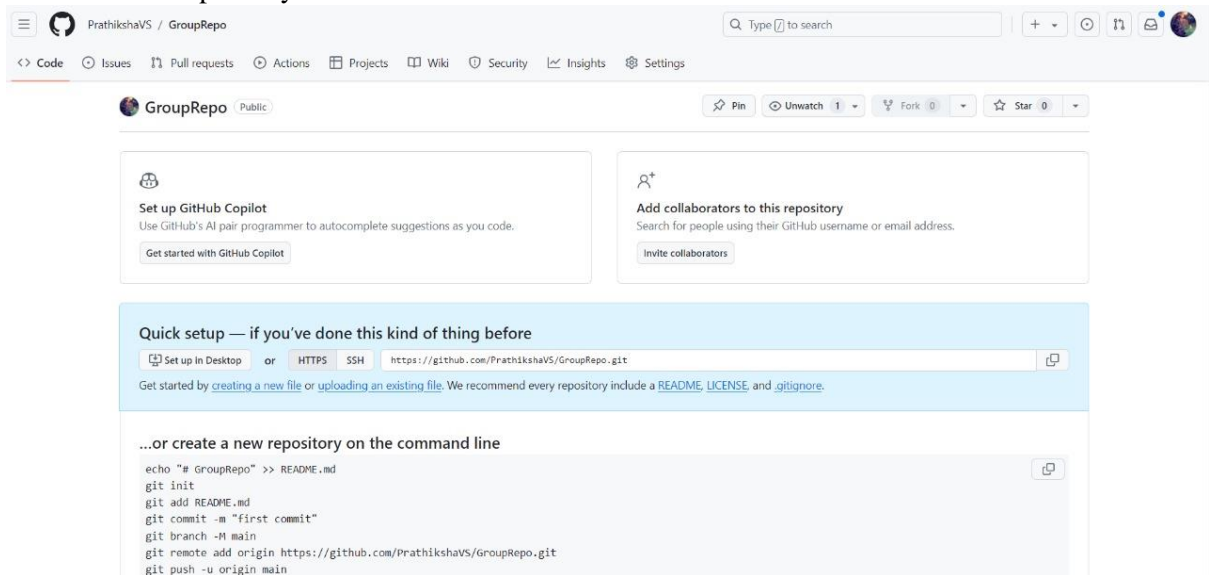 PrathikshaVS / GroupRepo
Type / to search
<> Code Issues Pull requests Actions Projects Wiki Security Insights Settings
GroupRepo Public
Pin Unwatch 1 Fork 0 Star 0
Set up GitHub Copilot
Use GitHub's AI pair programmer to autocomplete suggestions as you code.
Get started with GitHub Copilot
Add collaborators to this repository
Search for people using their GitHub username or email address.
Invite collaborators
Quick setup — if you've done this kind of thing before
Set up in Desktop or HTTPS SSH https://github.com/PrathikshaVS/GroupRepo.git
Get started by creating a new file or uploading an existing file. We recommend every repository include a README, LICENSE, and .gitignore.
...or create a new repository on the command line
echo "# GroupRepo" >> README.md
git init
git add README.md
git commit -m "first commit"
git branch -M main
git remote add origin https://github.com/PrathikshaVS/GroupRepo.git
git push -u origin main